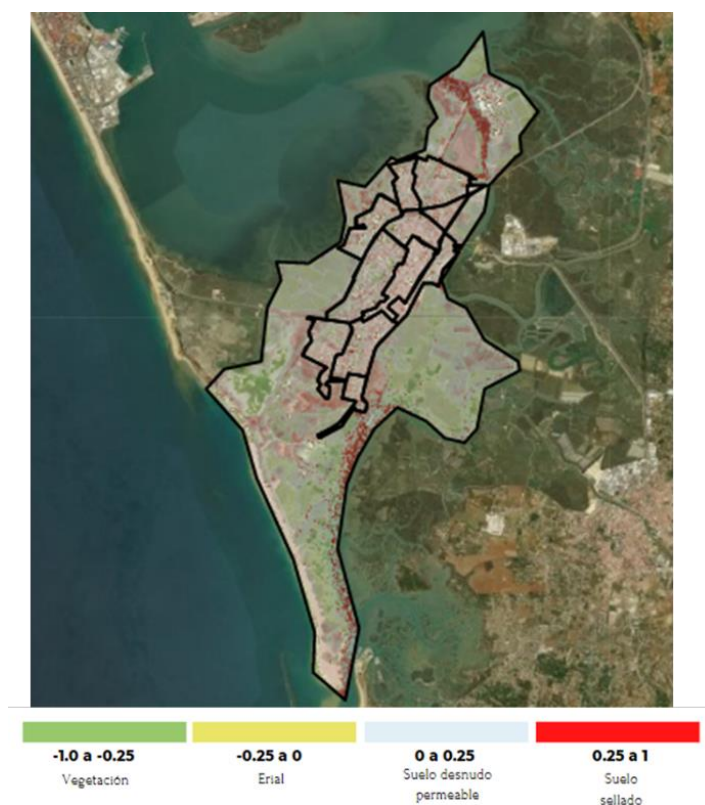 -1.0 a -0.25
Vegetación
-0.25 a 0
Erial
0 a 0.25
Suelo desnudo
permeable
0.25 a 1
Suelo
sellado